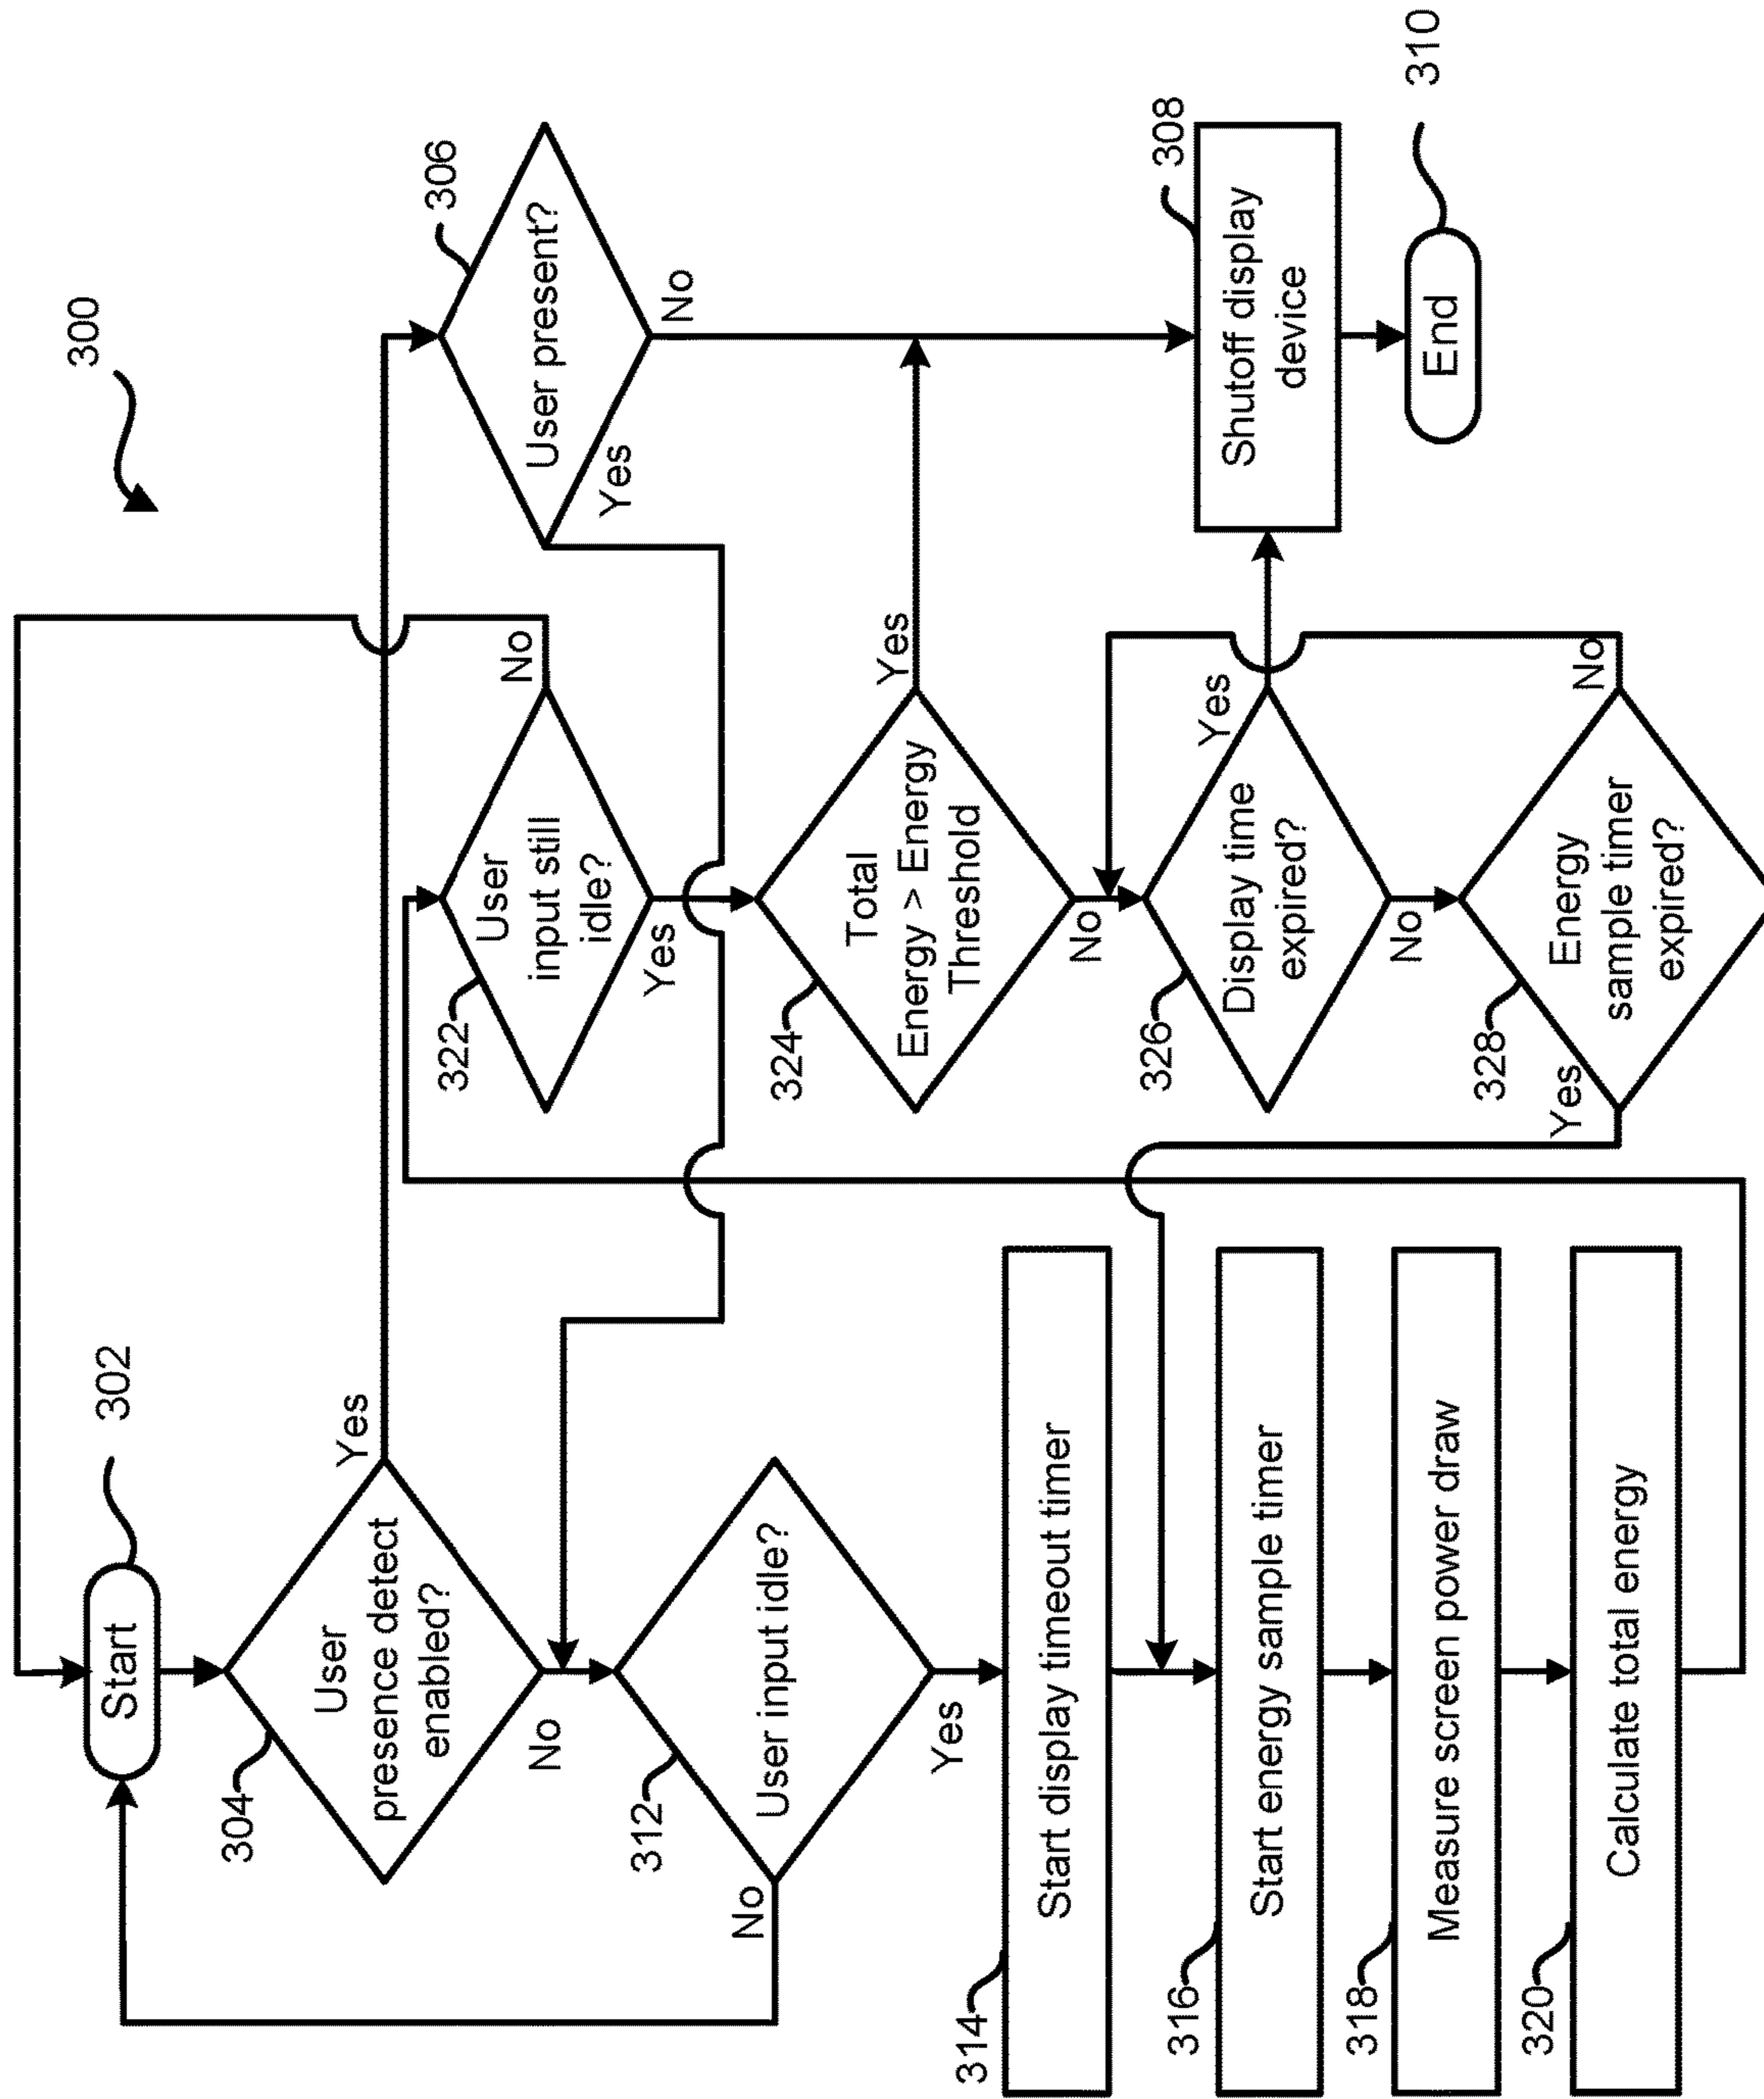 300
302
Start
304
User
presence detect
enabled?
Yes
No
306
User present?
Yes
No
308
Shutoff display
device
310
End
312
User input idle?
No
Yes
314
Start display timeout timer
316
Start energy sample timer
318
Measure screen power draw
320
Calculate total energy
322
User
input still
idle?
No
Yes
324
Total
Energy > Energy
Threshold
Yes
No
326
Display time
expired?
Yes
No
328
Energy
sample timer
expired?
Yes
No